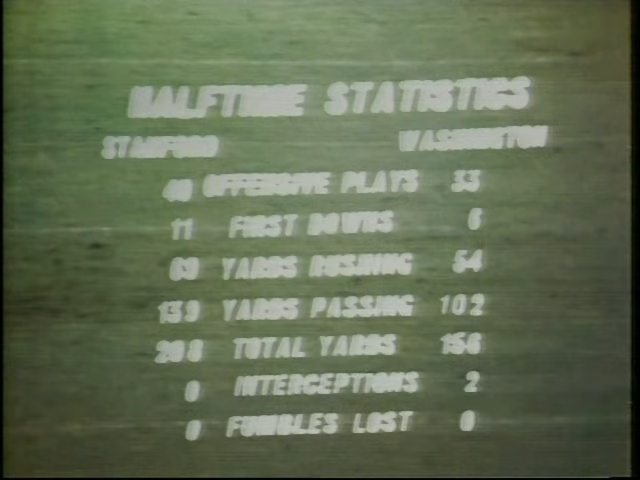 HALFTIME STATISTICS
STANFORD WASHINGTON
40 OFFENSIVE PLAYS 33
11 FIRST DOWNS 6
69 YARDS RUSHING 54
139 YARDS PASSING 102
208 TOTAL YARDS 156
0 INTERCEPTIONS 2
0 FUMBLES LOST 0